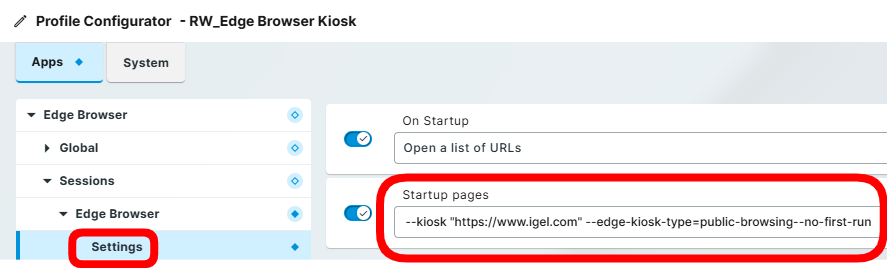 Profile Configurator - RW_Edge Browser Kiosk
Apps
System
Edge Browser
Global
Sessions
Edge Browser
Settings
On Startup
Open a list of URLs
Startup pages
--kiosk "https://www.igel.com" --edge-kiosk-type=public-browsing--no-first-run